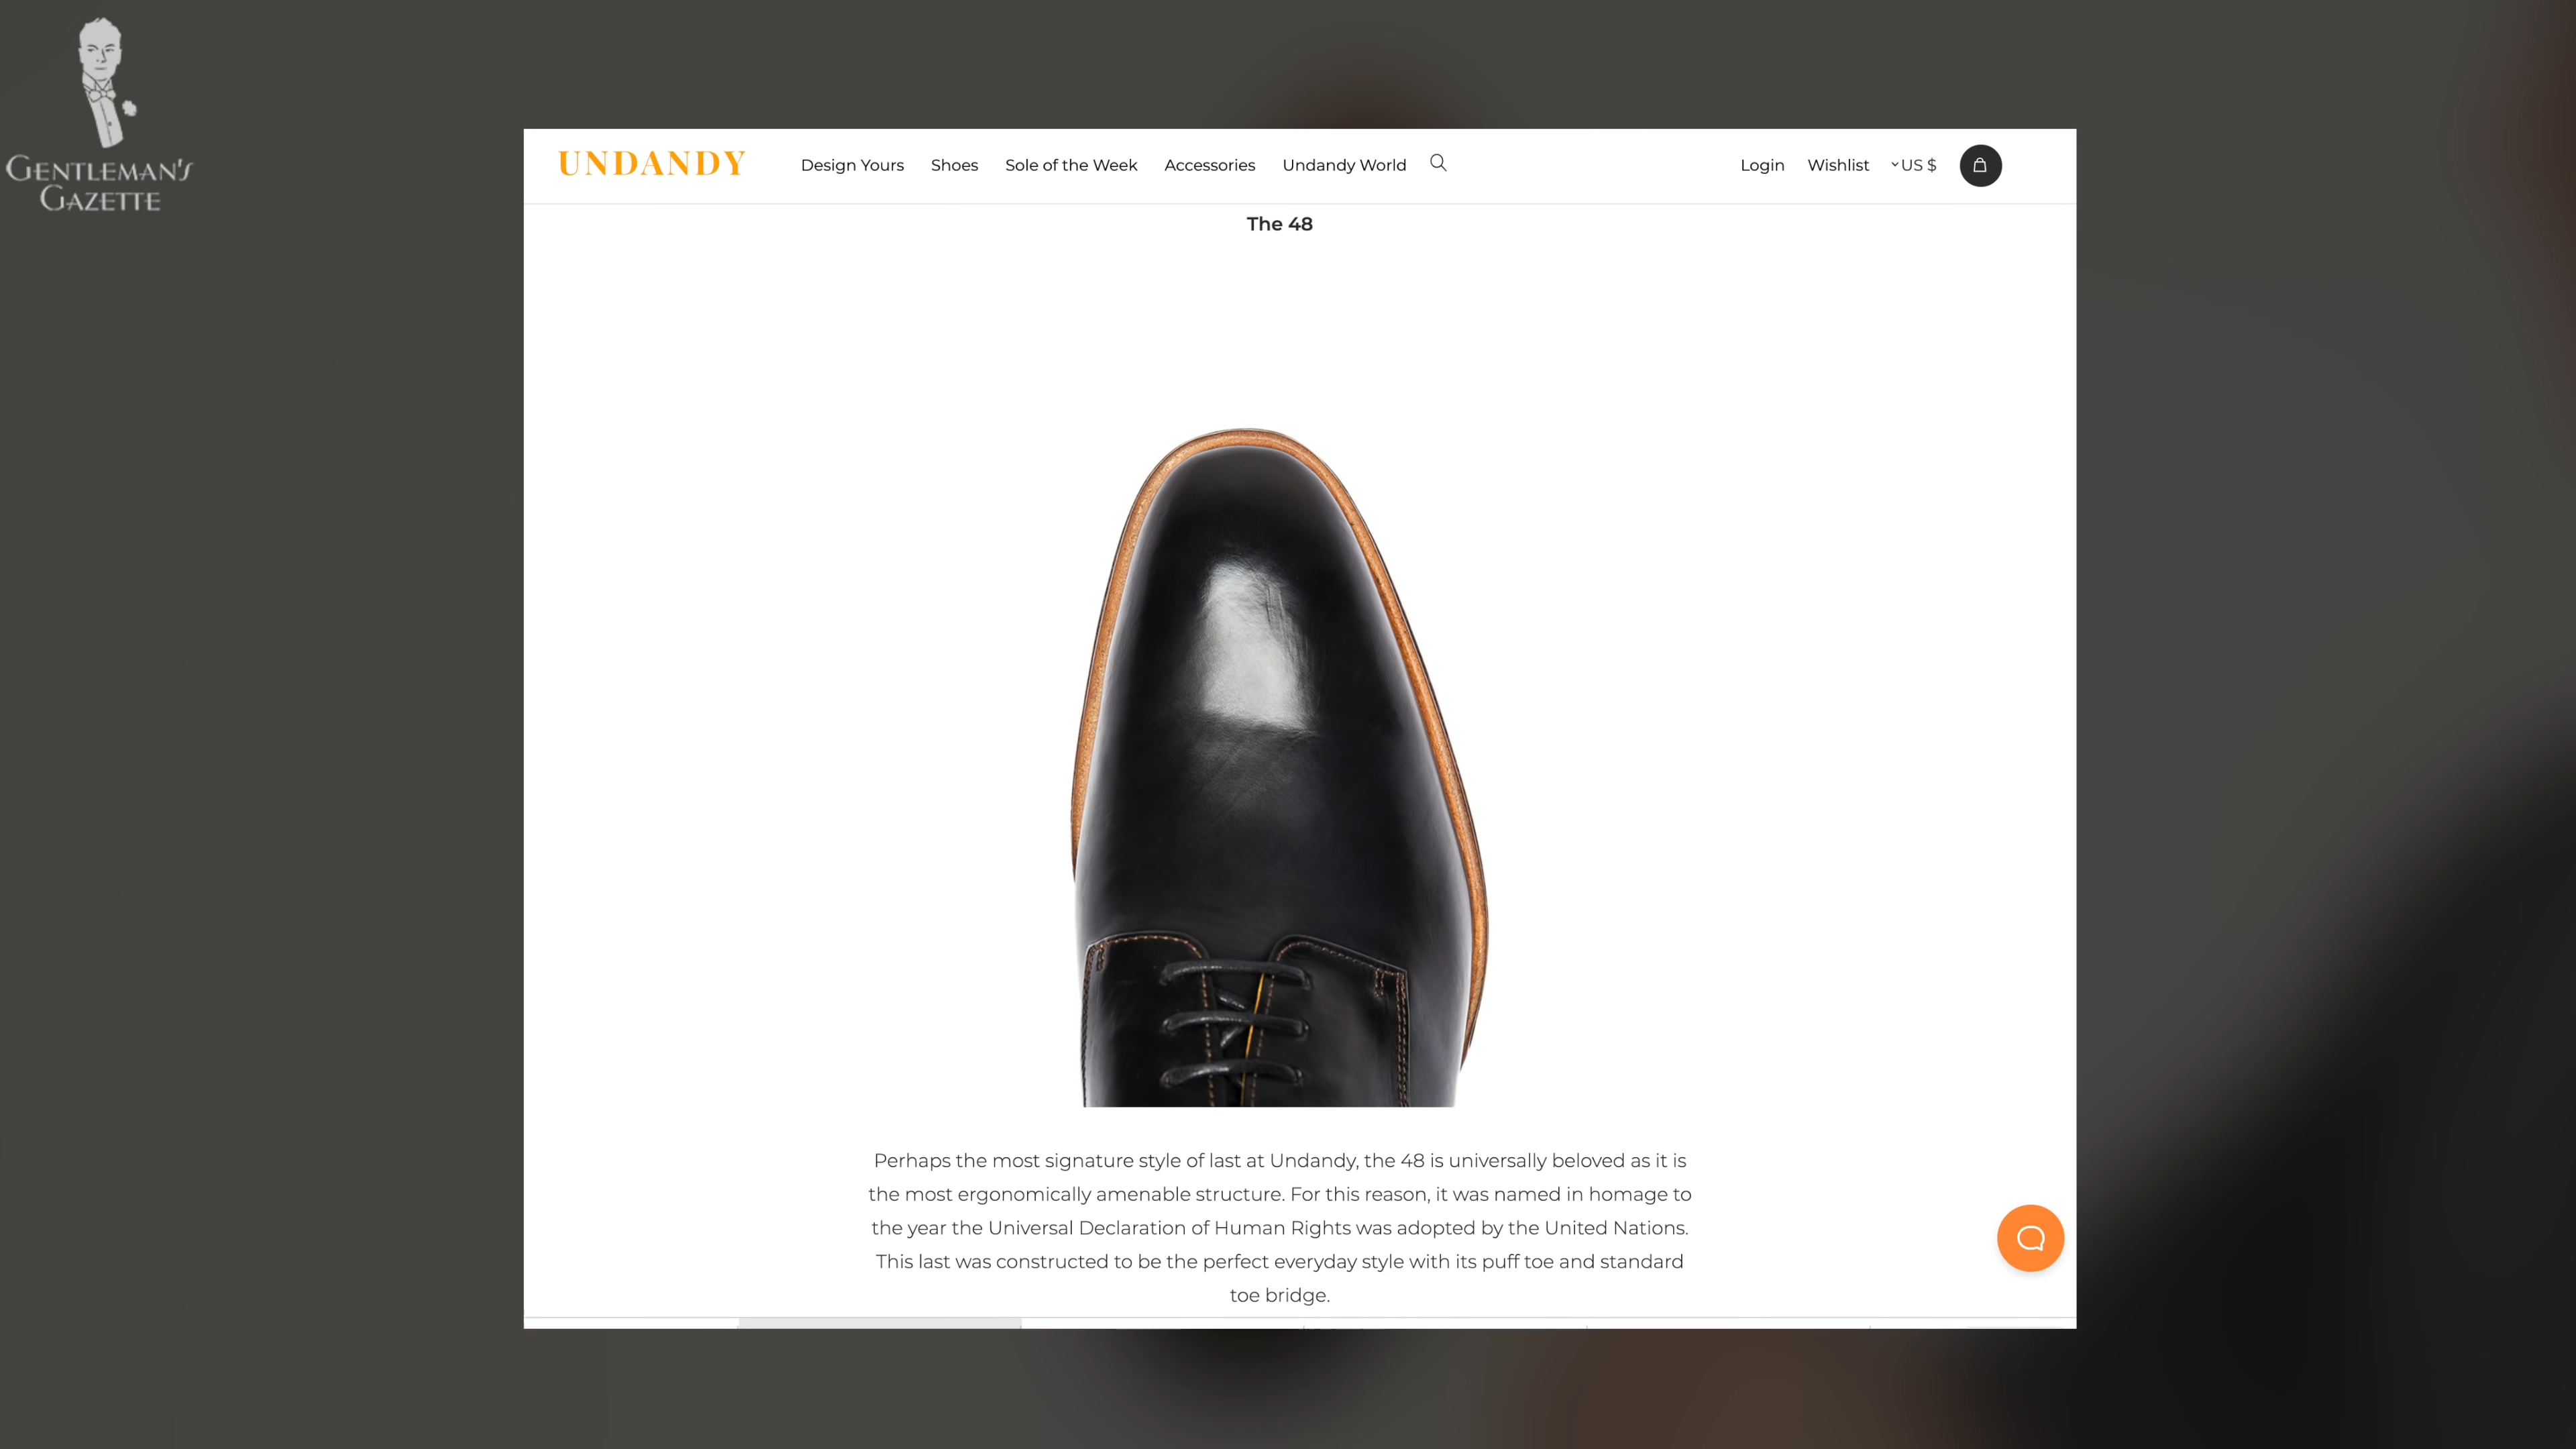 GENTLEMAN'S
GAZETTE
UNDANDY
Design Yours Shoes Sole of the Week Accessories Undandy World
Login Wishlist US $
The 48
Perhaps the most signature style of last at Undandy, the 48 is universally beloved as it is
the most ergonomically amenable structure. For this reason, it was named in homage to
the year the Universal Declaration of Human Rights was adopted by the United Nations.
This last was constructed to be the perfect everyday style with its puff toe and standard
toe bridge.